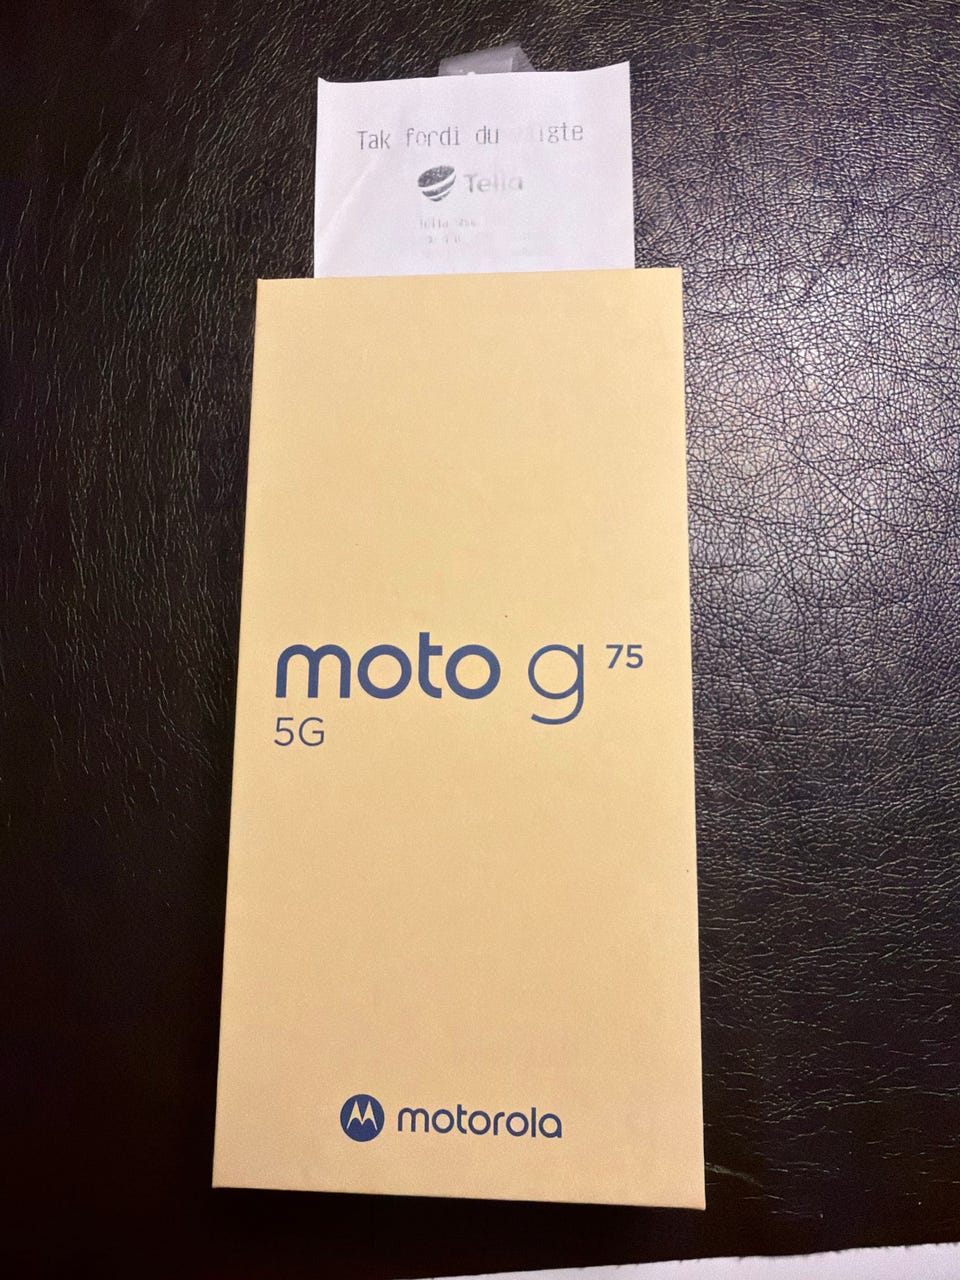 Tak fordi du
Telia
moto g 75
5G
motorola